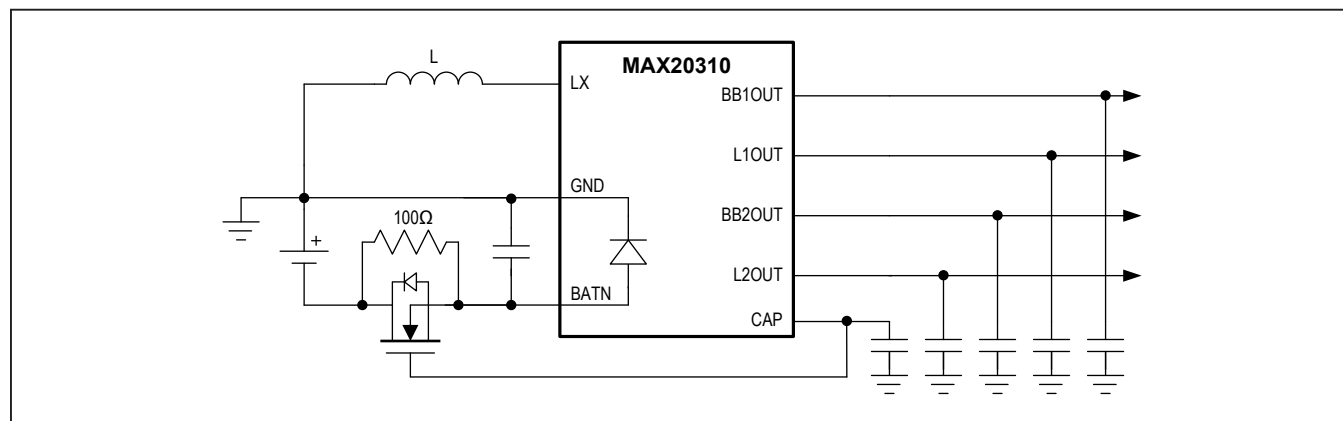 L
MAX20310
LX
BB1OUT
L1OUT
GND
100Ω
BB2OUT
+
L2OUT
BATN
CAP